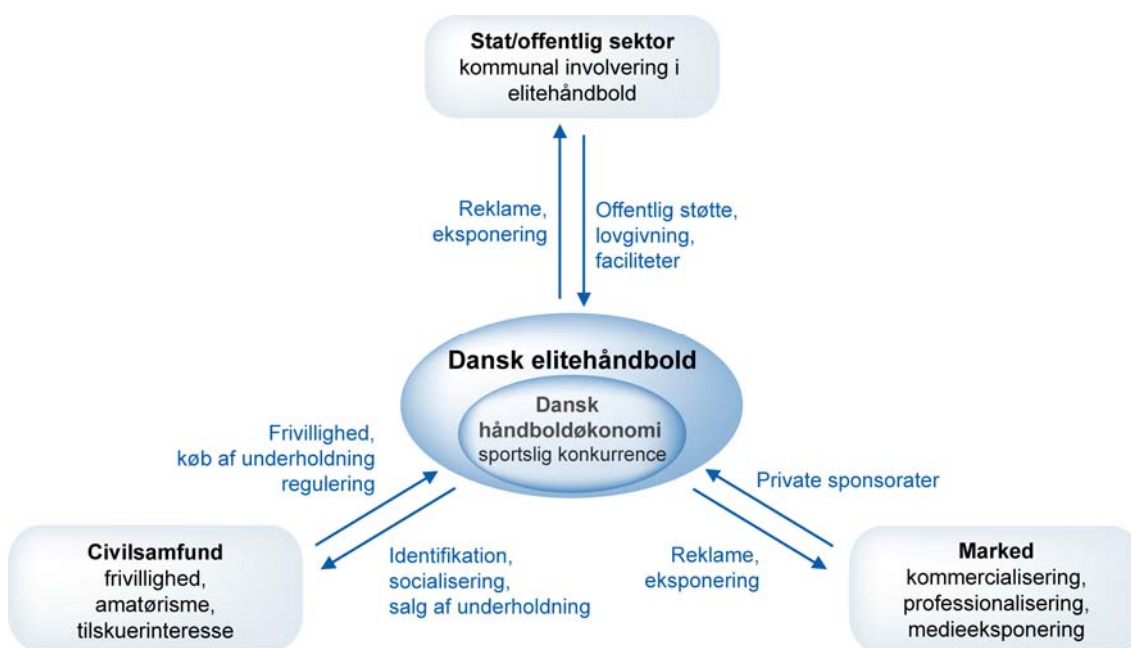 Stat/offentlig sektor
kommunal involvering i
elitehåndbold
Reklame,
eksponering
Offentlig støtte,
lovgivning,
faciliteter
Dansk elitehåndbold
Dansk
håndboldøkonomi
sportslig konkurrence
Frivillighed,
køb af underholdning
regulering
Private sponsorater
Civilsamfund
frivillighed,
amatørisme,
tilskuerinteresse
Identifikation,
socialisering,
salg af underholdning
Reklame,
eksponering
Marked
kommercialisering,
professionalisering,
medieeksponering